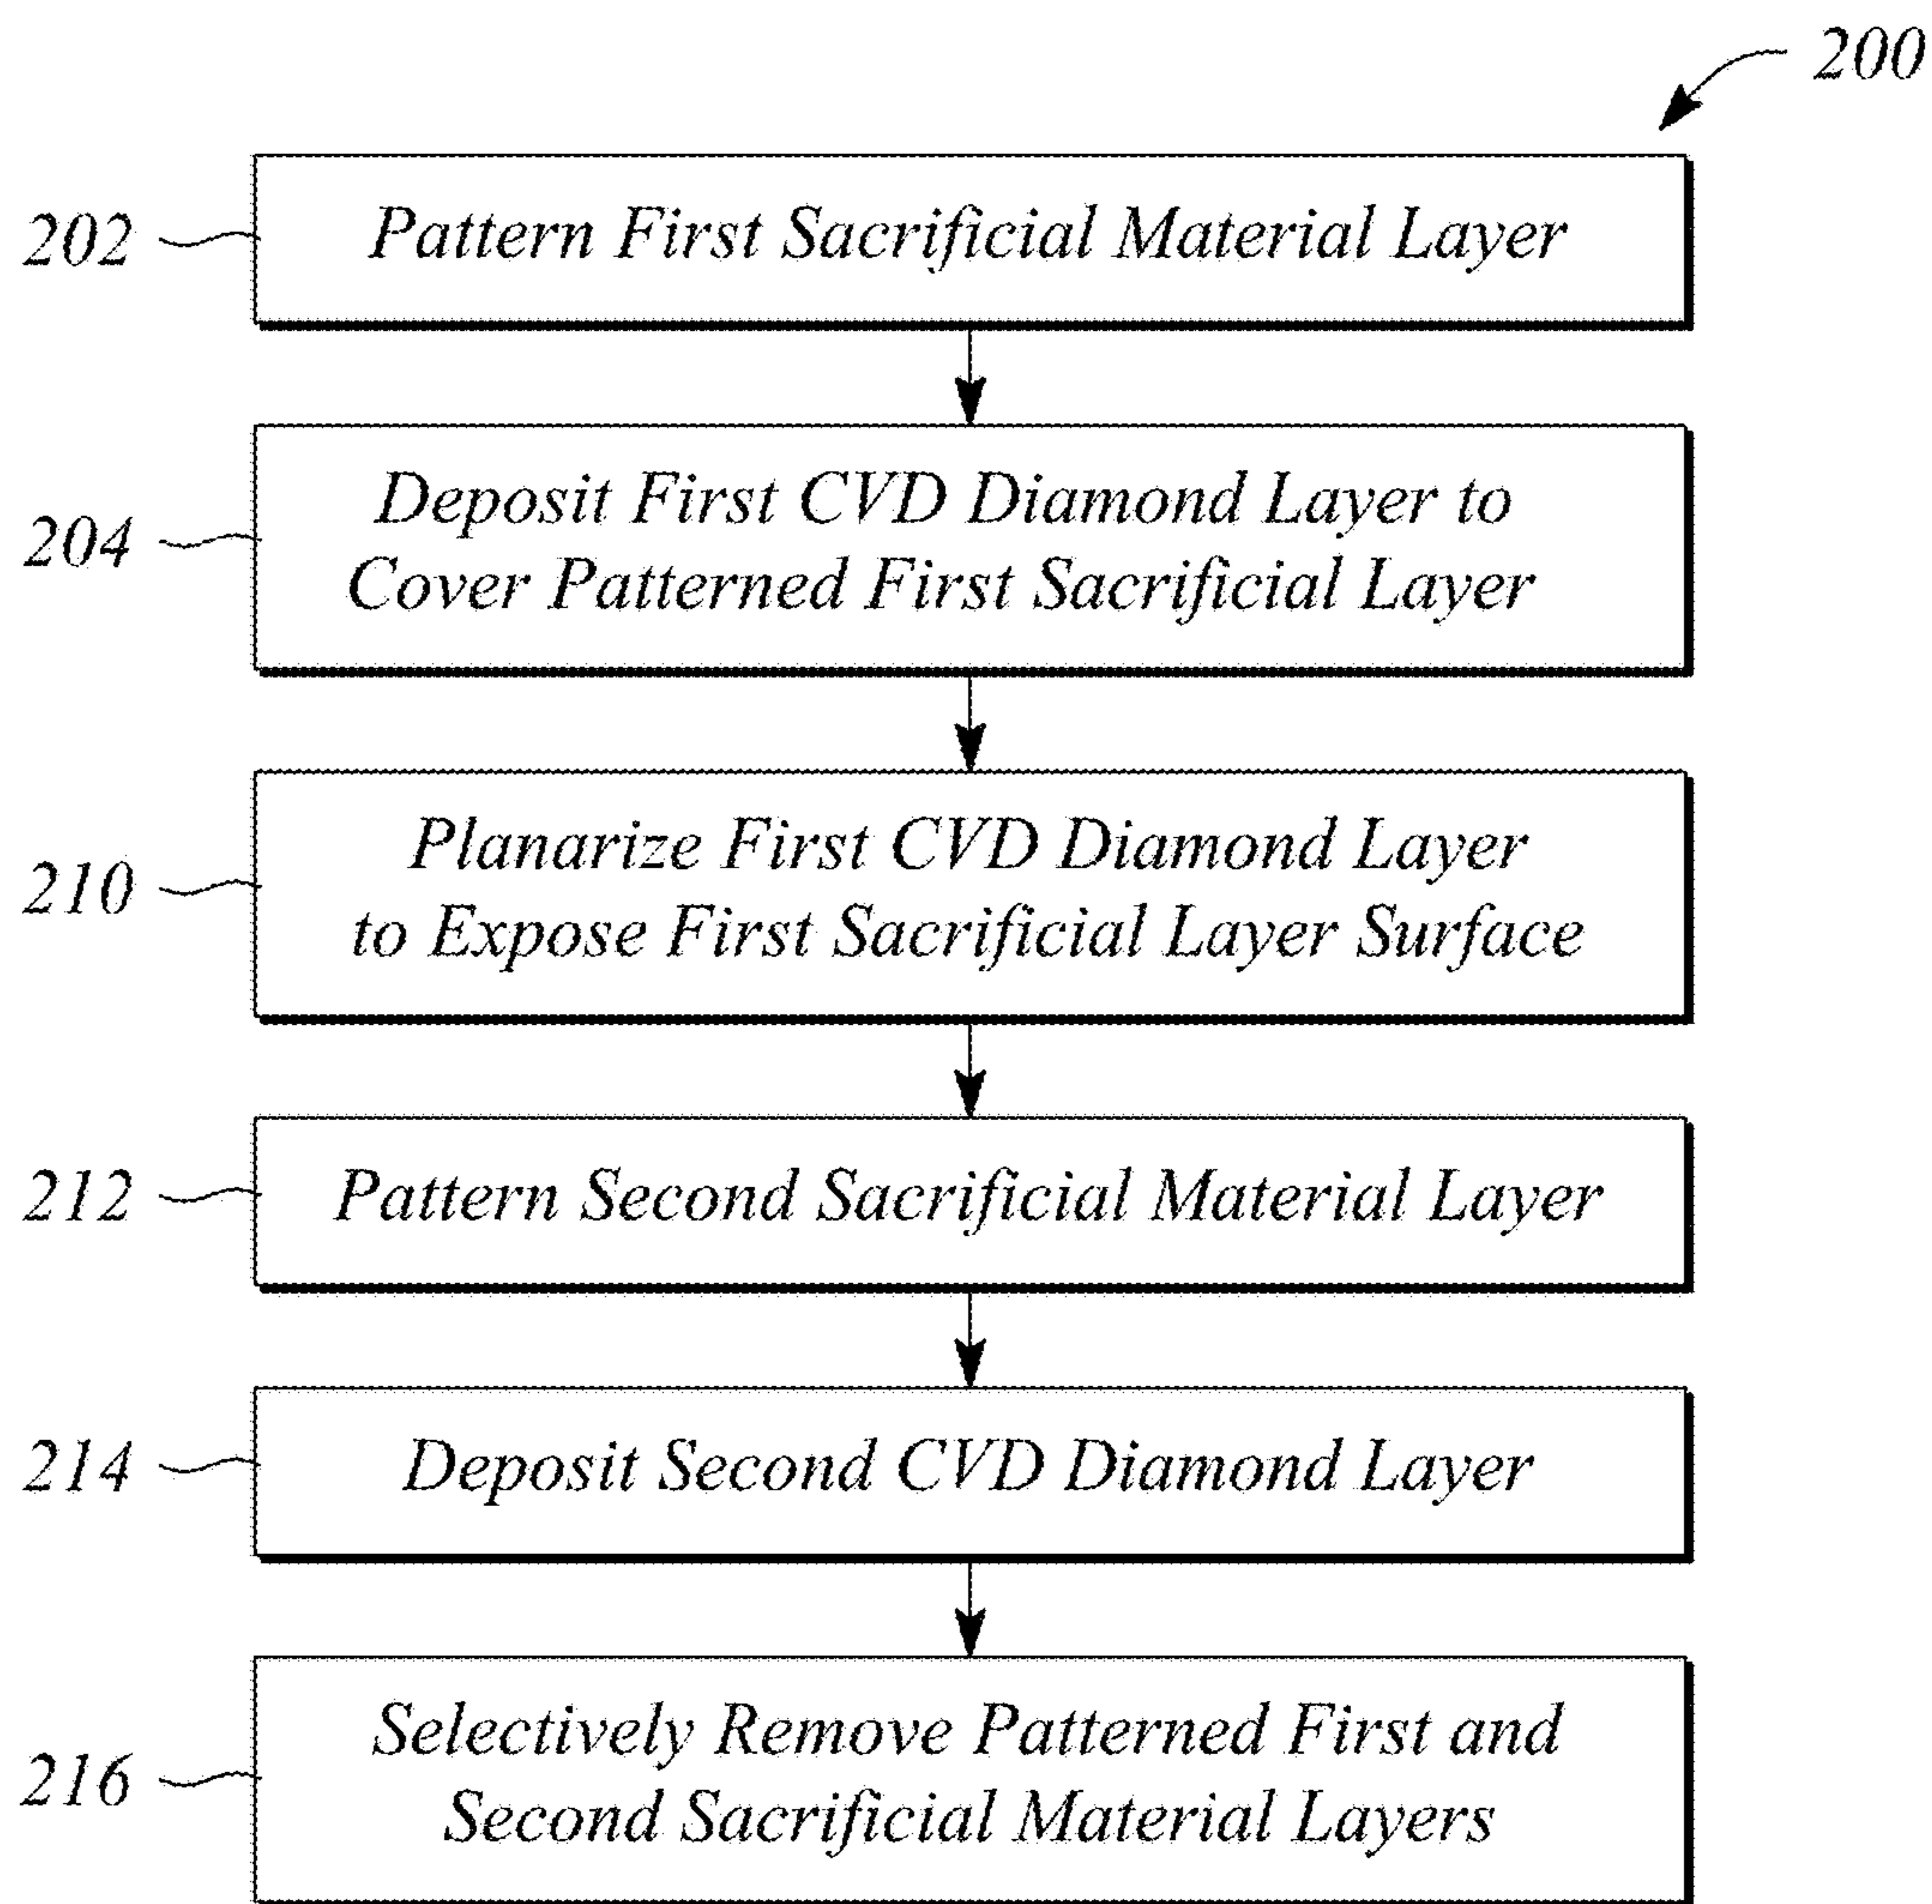 200
202
Pattern First Sacrificial Material Layer
204
Deposit First CVD Diamond Layer to
Cover Patterned First Sacrificial Layer
210
Planarize First CVD Diamond Layer
to Expose First Sacrificial Layer Surface
212
Pattern Second Sacrificial Material Layer
214
Deposit Second CVD Diamond Layer
216
Selectively Remove Patterned First and
Second Sacrificial Material Layers